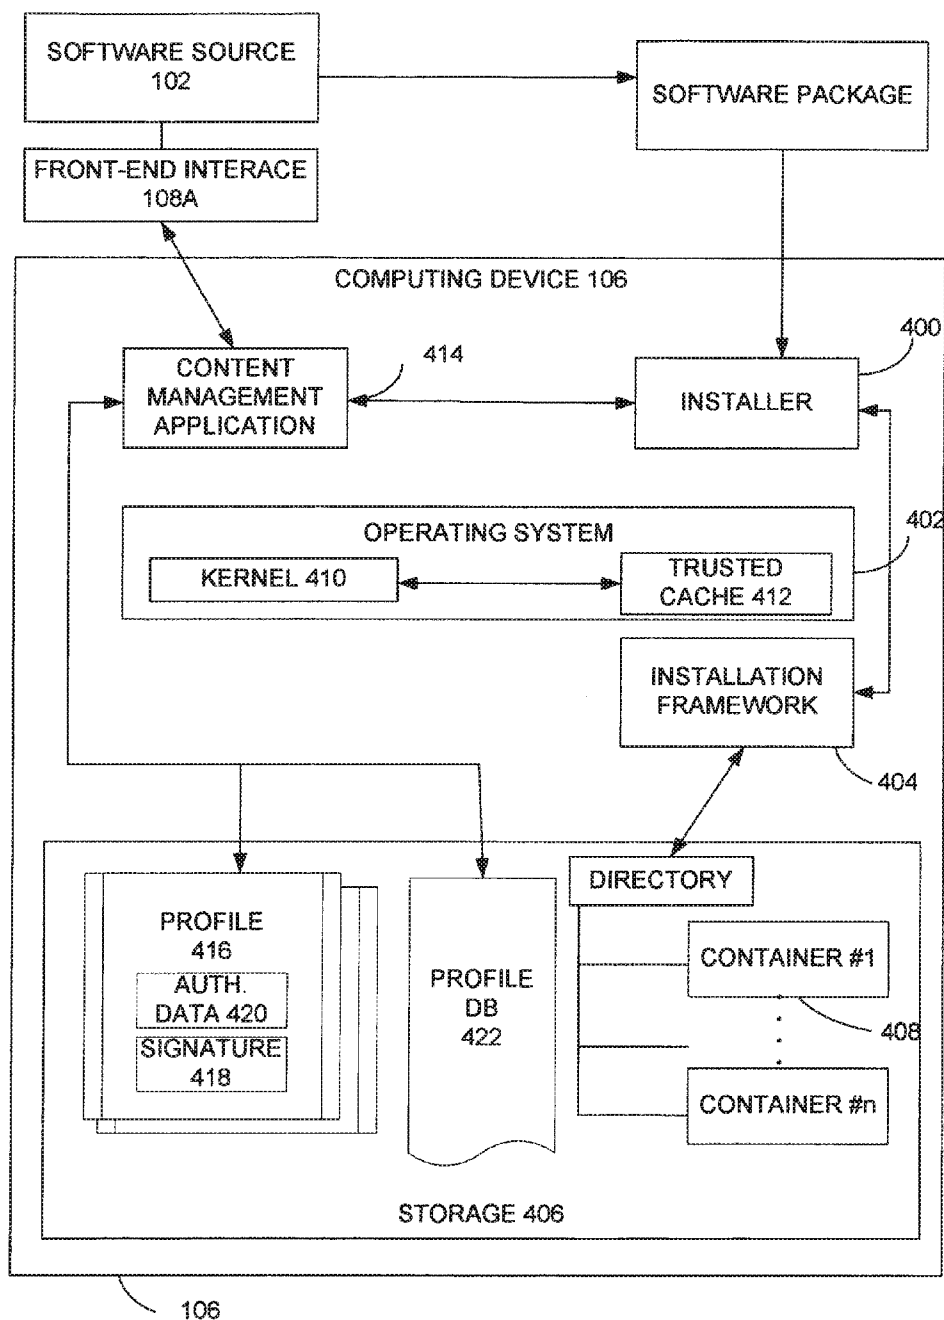 SOFTWARE SOURCE
102
SOFTWARE PACKAGE
FRONT-END INTERACE
108A
COMPUTING DEVICE 106
400
414
CONTENT
MANAGEMENT
APPLICATION
INSTALLER
402
OPERATING SYSTEM
KERNEL 410
TRUSTED
CACHE 412
INSTALLATION
FRAMEWORK
404
DIRECTORY
PROFILE
416
AUTH.
DATA 420
SIGNATURE
418
PROFILE
DB
422
CONTAINER #1
408
CONTAINER #n
STORAGE 406
106